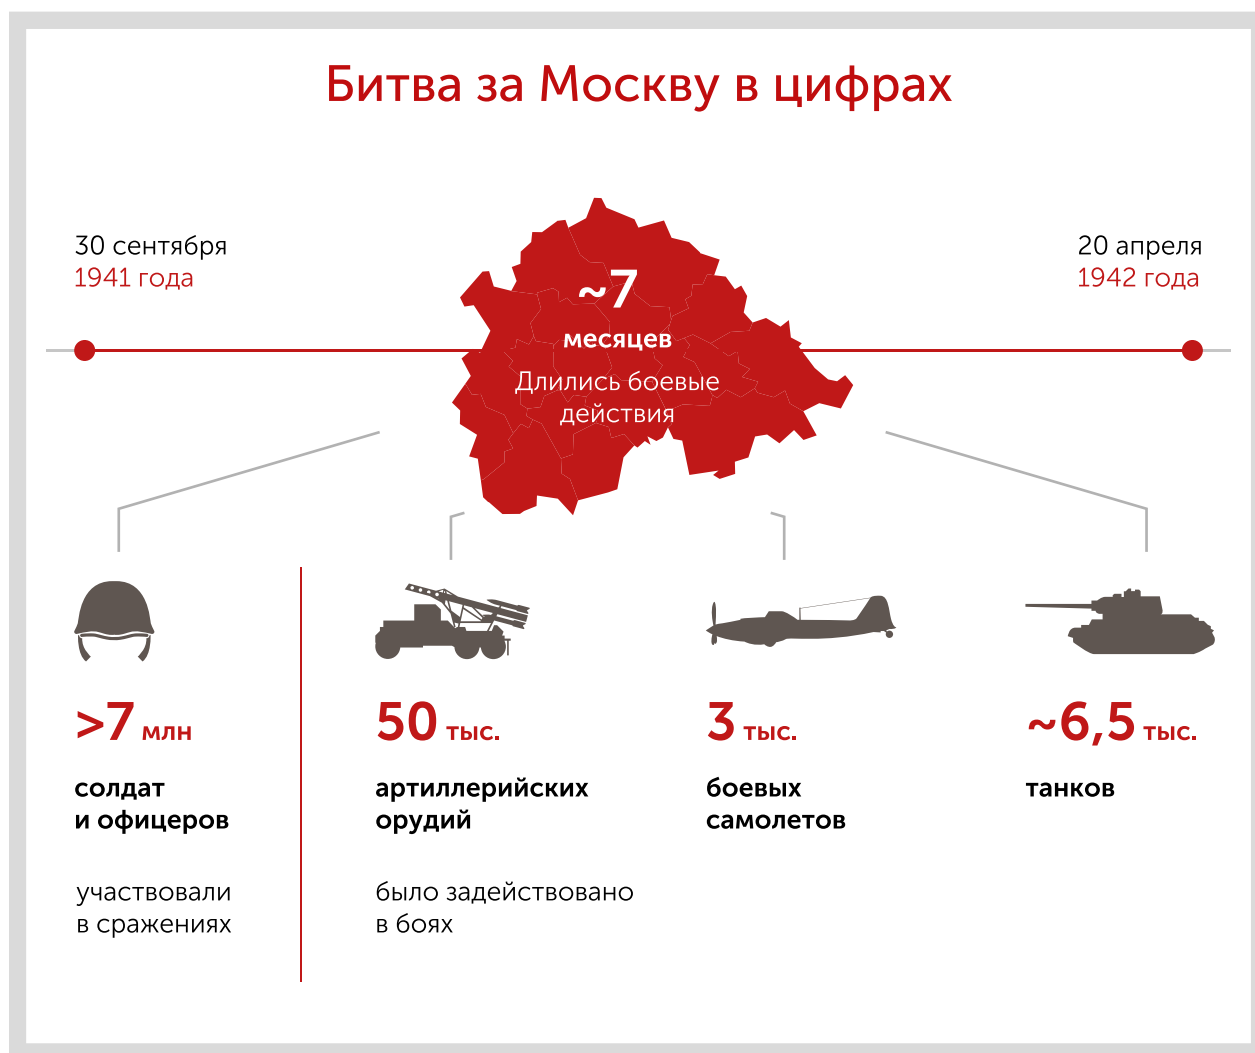 Битва за Москву в цифрах
30 сентября
1941 года
20 апреля
1942 года
~7
месяцев
Длились боевые
действия
>7 млн
солдат
и офицеров
участвовали
в сражениях
50 тыс.
артиллерийских
орудий
было задействовано
в боях
3 тыс.
боевых
самолетов
~6,5 тыс.
танков